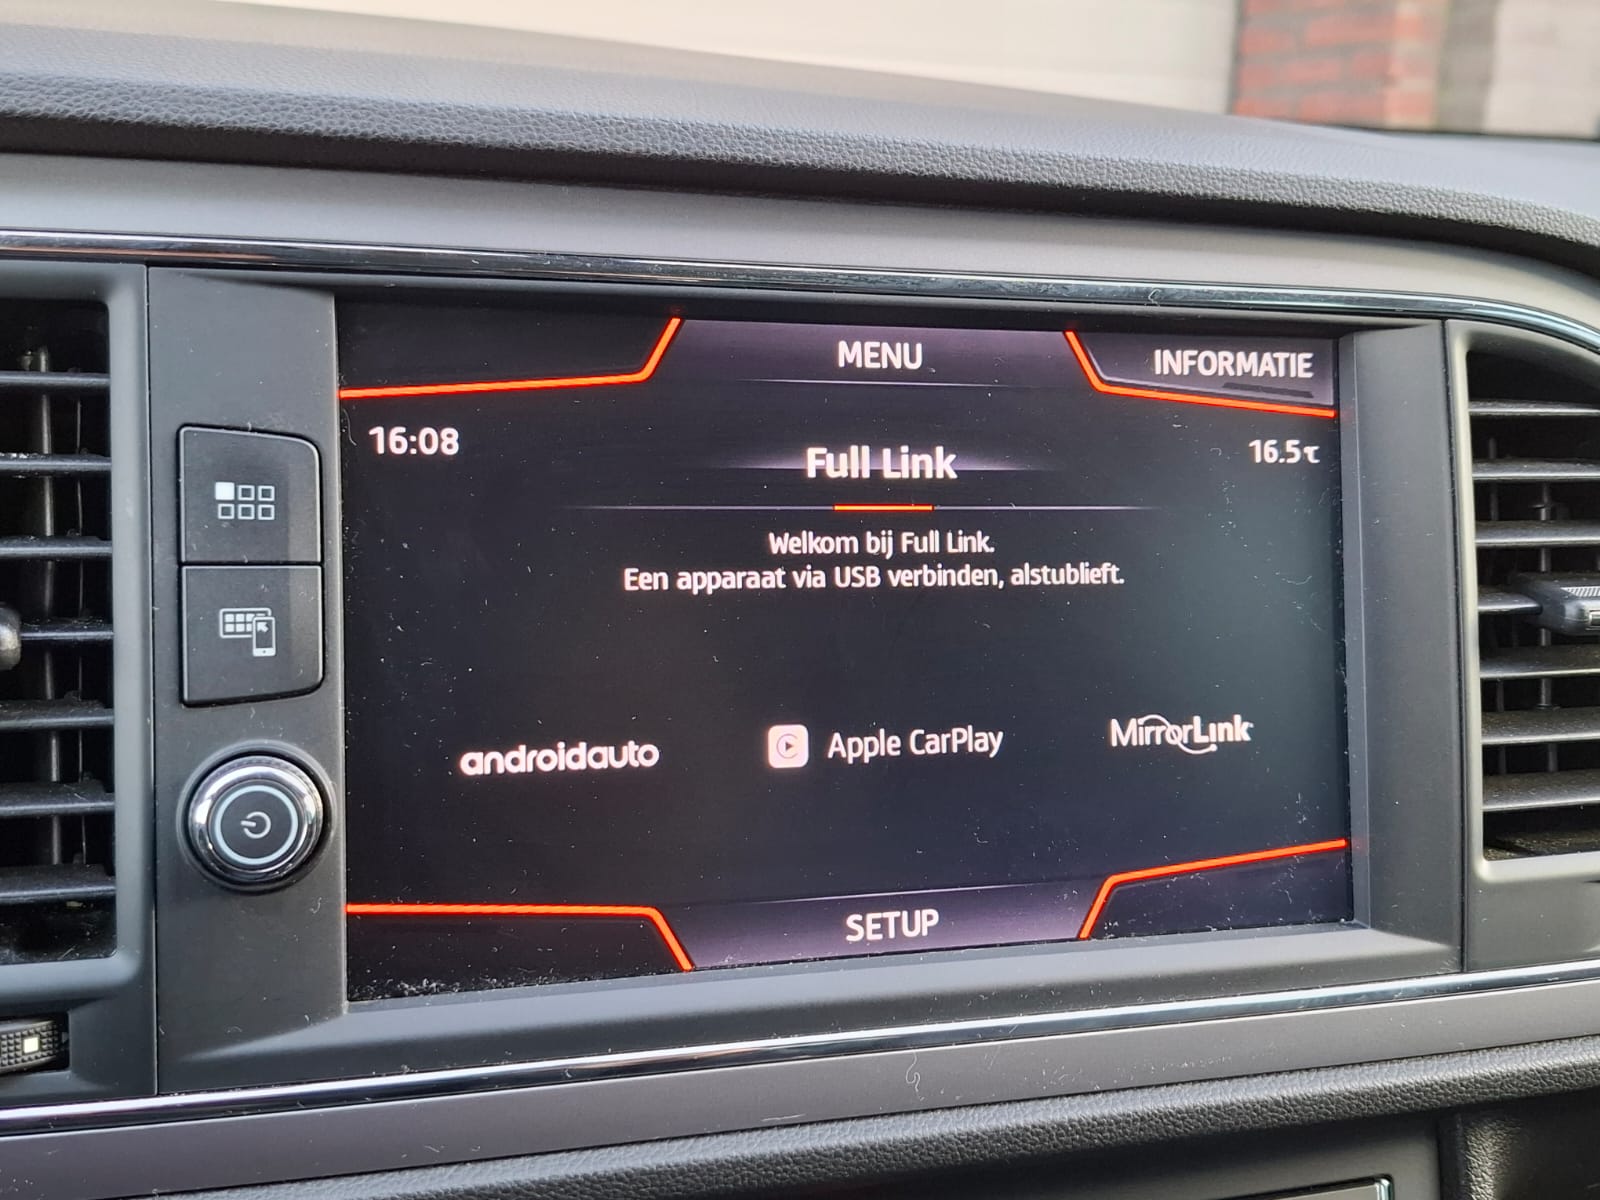 MENU
INFORMATIE
16:08
16.5℃
Full Link
Welkom bij Full Link.
Een apparaat via USB verbinden, alstublieft.
androidauto
Apple CarPlay
MirrorLink
SETUP